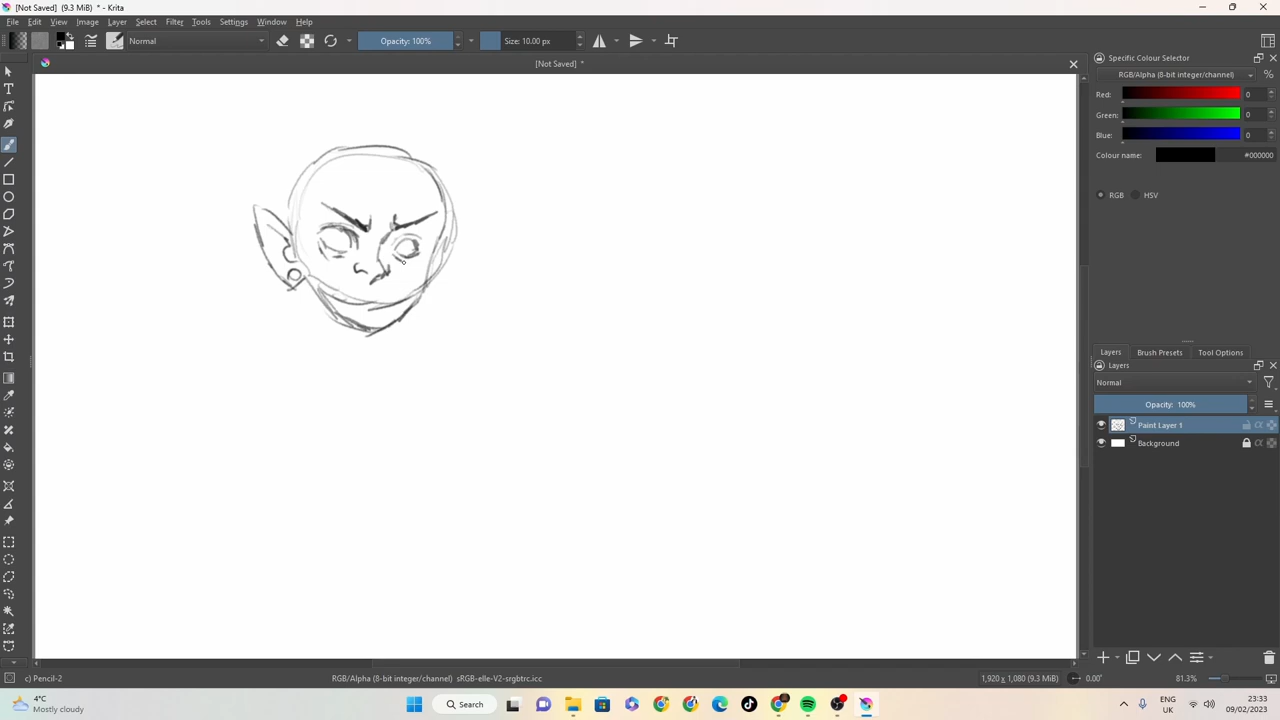 [Not Saved] (9.3 MiB) * - Krita
File Edit View Image Layer Select Filter Tools Settings Window Help
Normal Opacity: 100% Size: 10.00 px
[Not Saved] *
Specific Colour Selector
RGB/Alpha (8-bit integer/channel) %
Red: 0
Green: 0
Blue: 0
Colour name: #000000
RGB HSV
Layers Brush Presets Tool Options
Layers
Normal
Opacity: 100%
Paint Layer 1
Background
c) Pencil-2 RGB/Alpha (8-bit integer/channel) sRGB-elle-V2-srgbtrc.icc 1,920 x 1,080 (9.3 MiB) 0.00° 81.3%
4°C
Mostly cloudy
Search
ENG
UK
23:33
09/02/2023